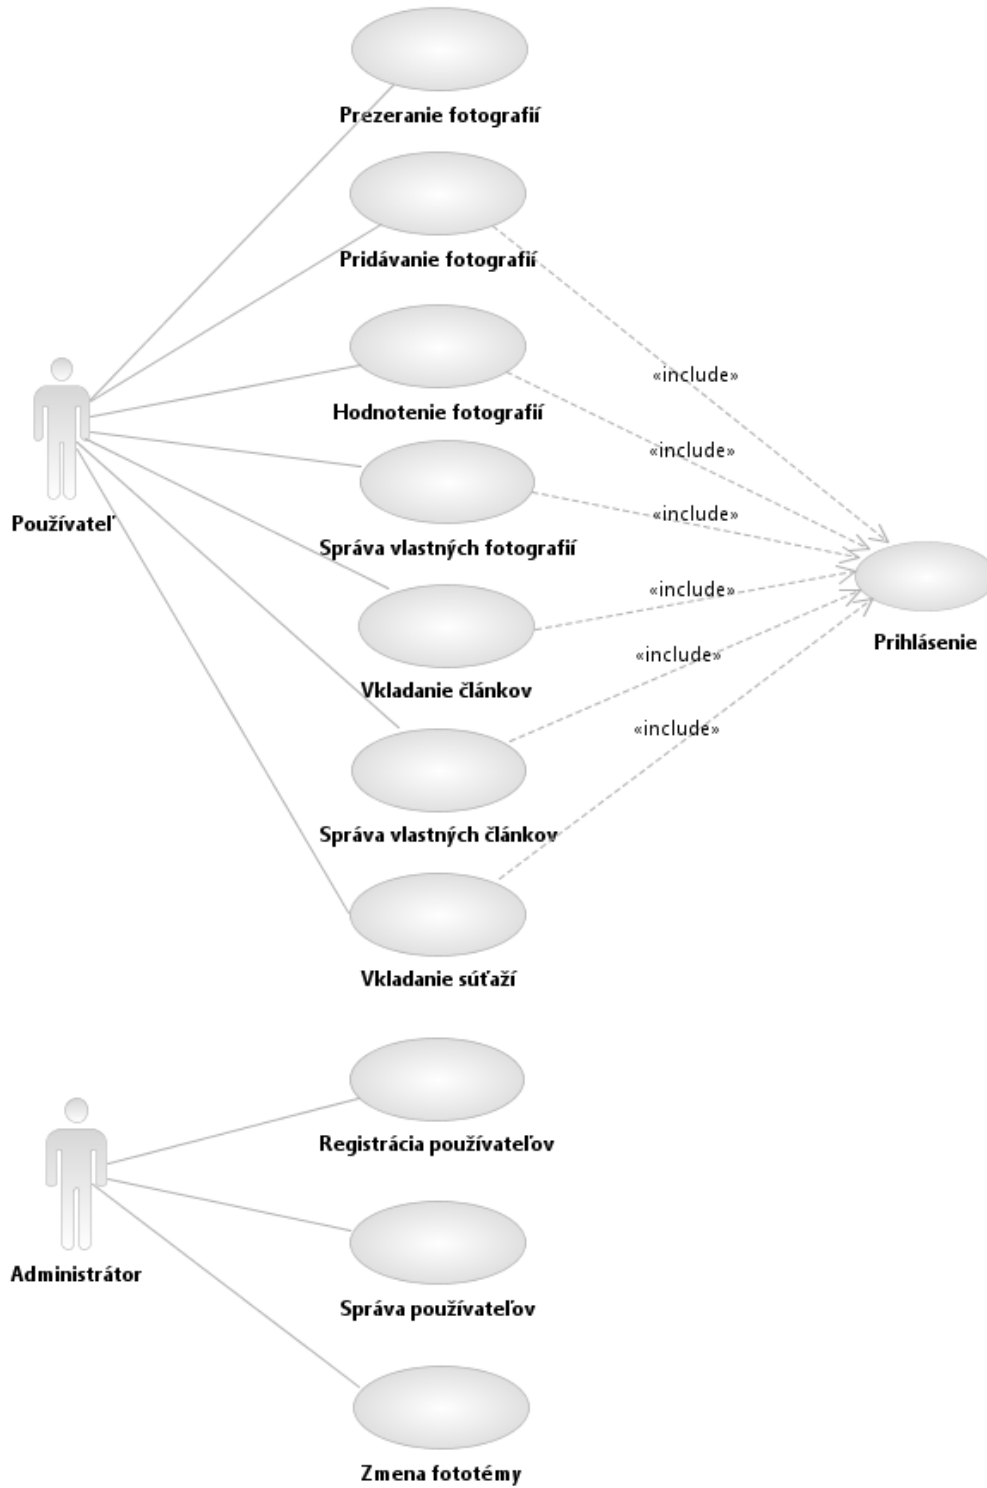 Prezeranie fotografií
Pridávanie fotografií
«include»
Hodnotenie fotografií
«include»
Používateľ
«include»
Správa vlastných fotografií
«include»
Prihlásenie
«include»
Vkladanie článkov
«include»
Správa vlastných článkov
Vkladanie súťaží
Registrácia používateľov
Administrátor
Správa používateľov
Zmena fototémy